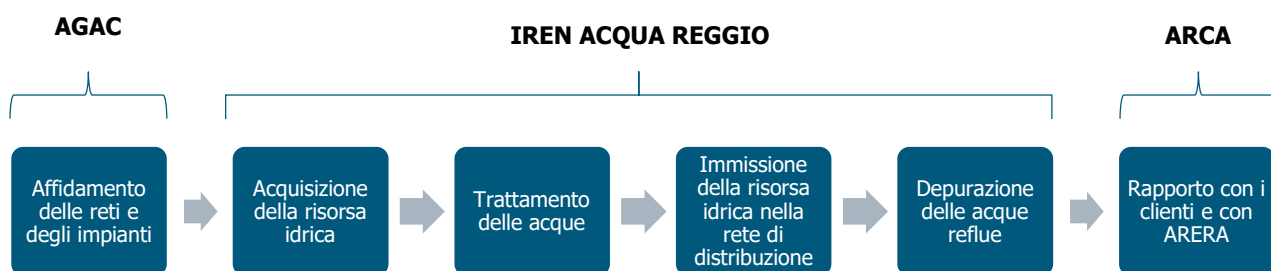 AGAC
IREN ACQUA REGGIO
ARCA
Affidamento
delle reti e
degli impianti
Acquisizione
della risorsa
idrica
Trattamento
delle acque
Immissione
della risorsa
idrica nella
rete di
distribuzione
Depurazione
delle acque
reflue
Rapporto con i
clienti e con
ARERA